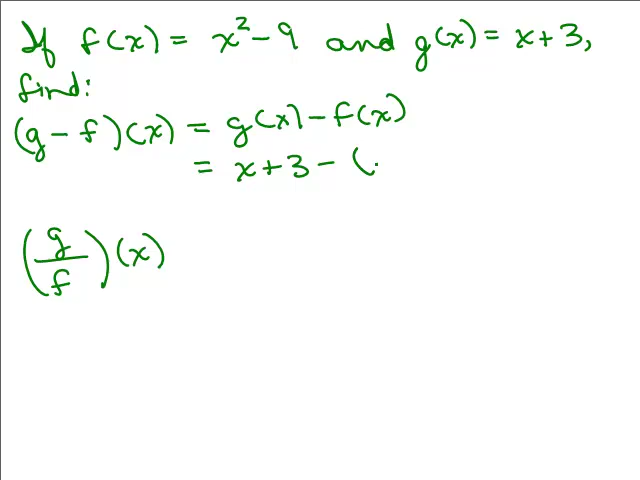 If f(x) = x² - 9 and g(x) = x + 3,
find:
(g - f)(x) = g(x) - f(x)
= x + 3 - (
(g/f)(x)